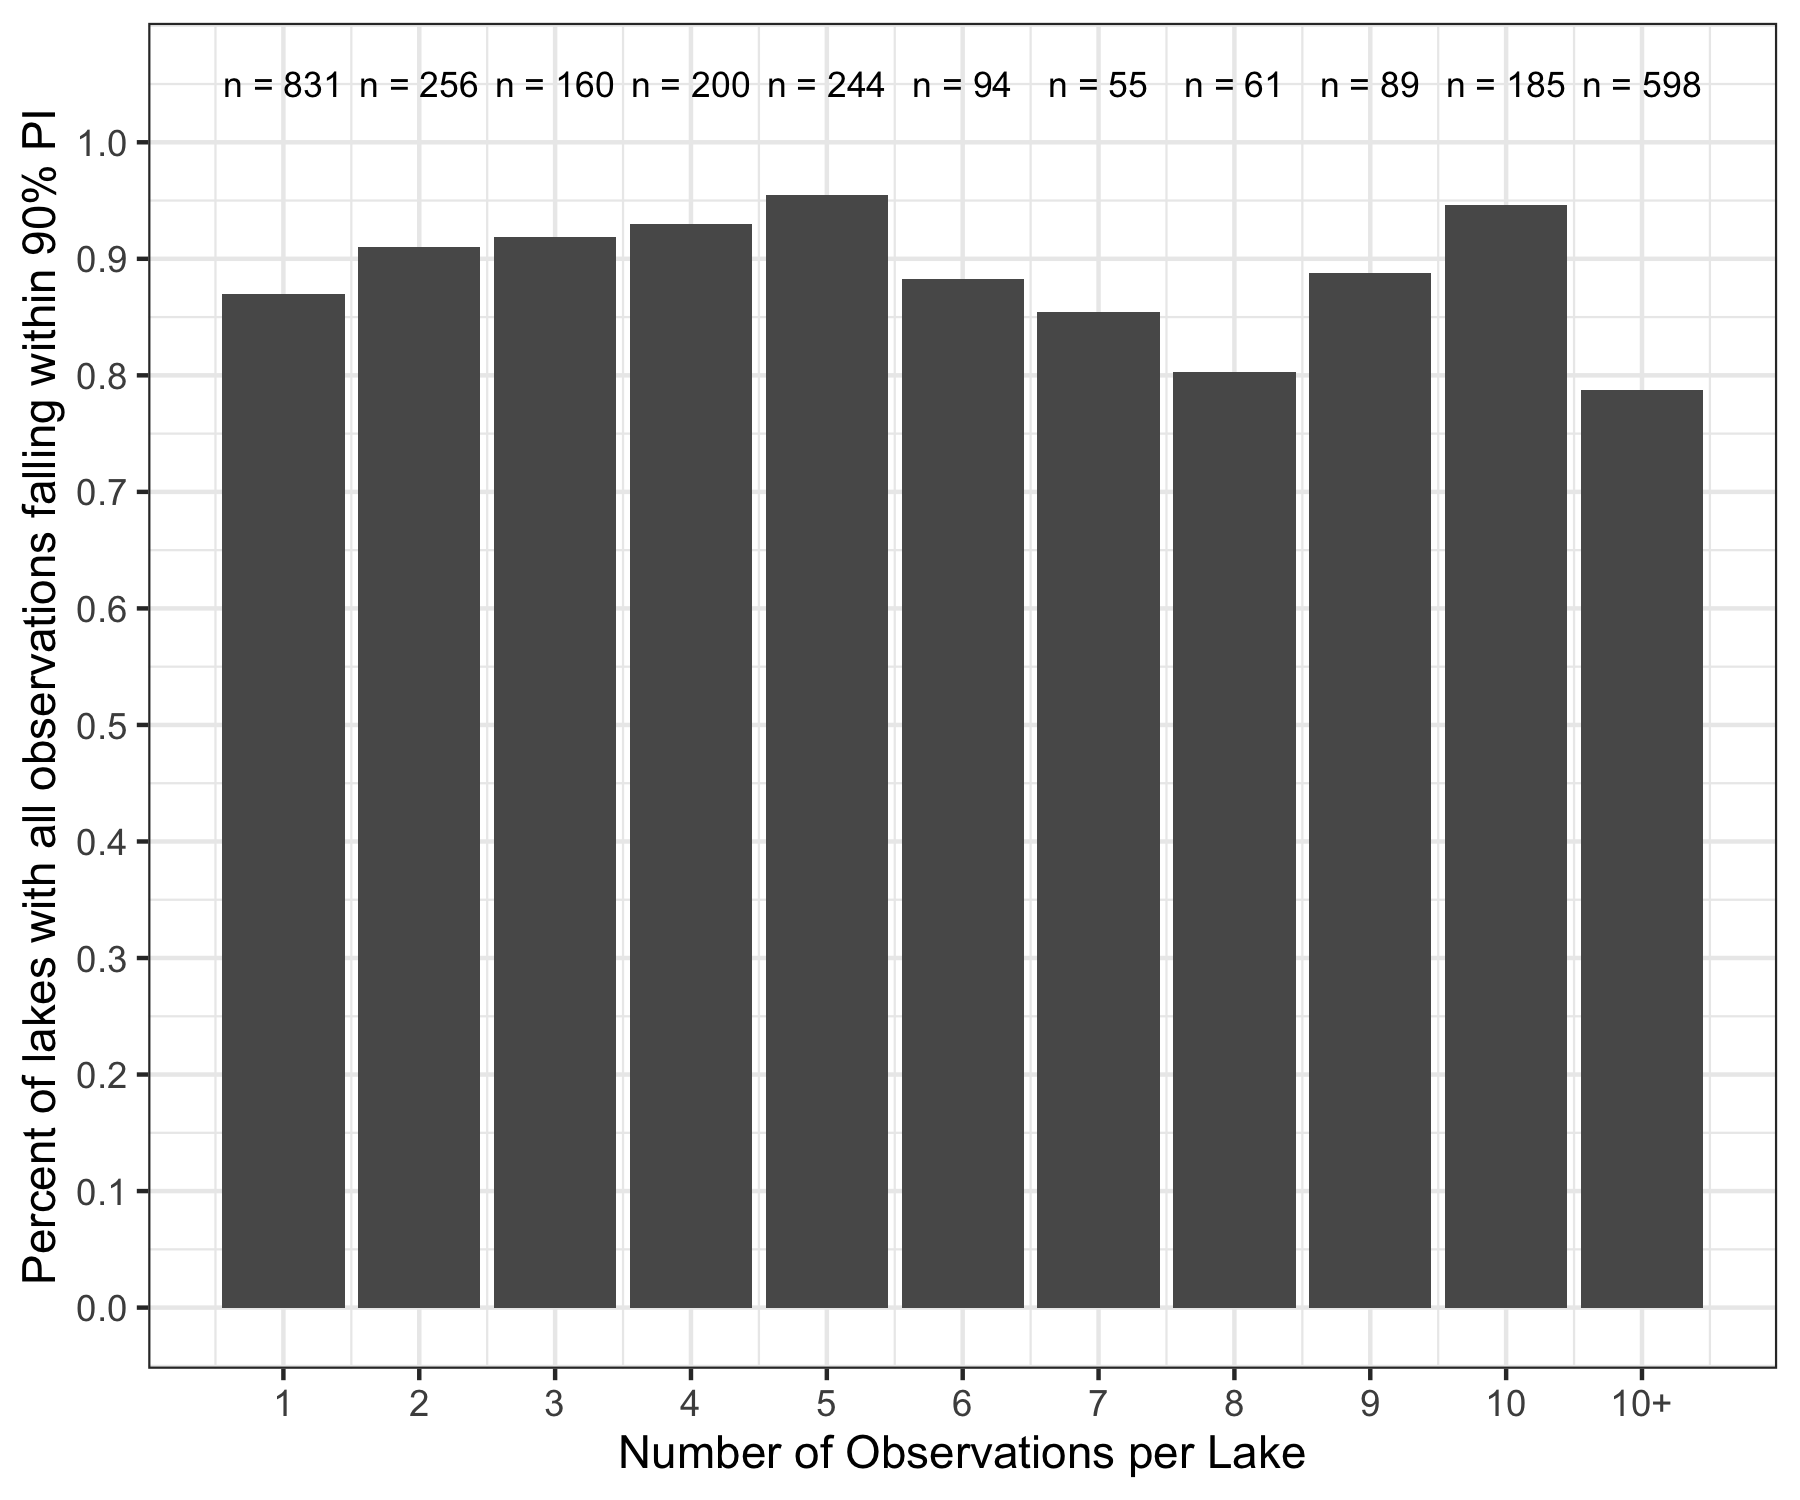 n = 831 n = 256 n = 160 n = 200 n = 244 n = 94 n = 55 n = 61 n = 89 n = 185 n = 598
Percent of lakes with all observations falling within 90% PI
1.0
0.9
0.8
0.7
0.6
0.5
0.4
0.3
0.2
0.1
0.0
1 2 3 4 5 6 7 8 9 10 10+
Number of Observations per Lake